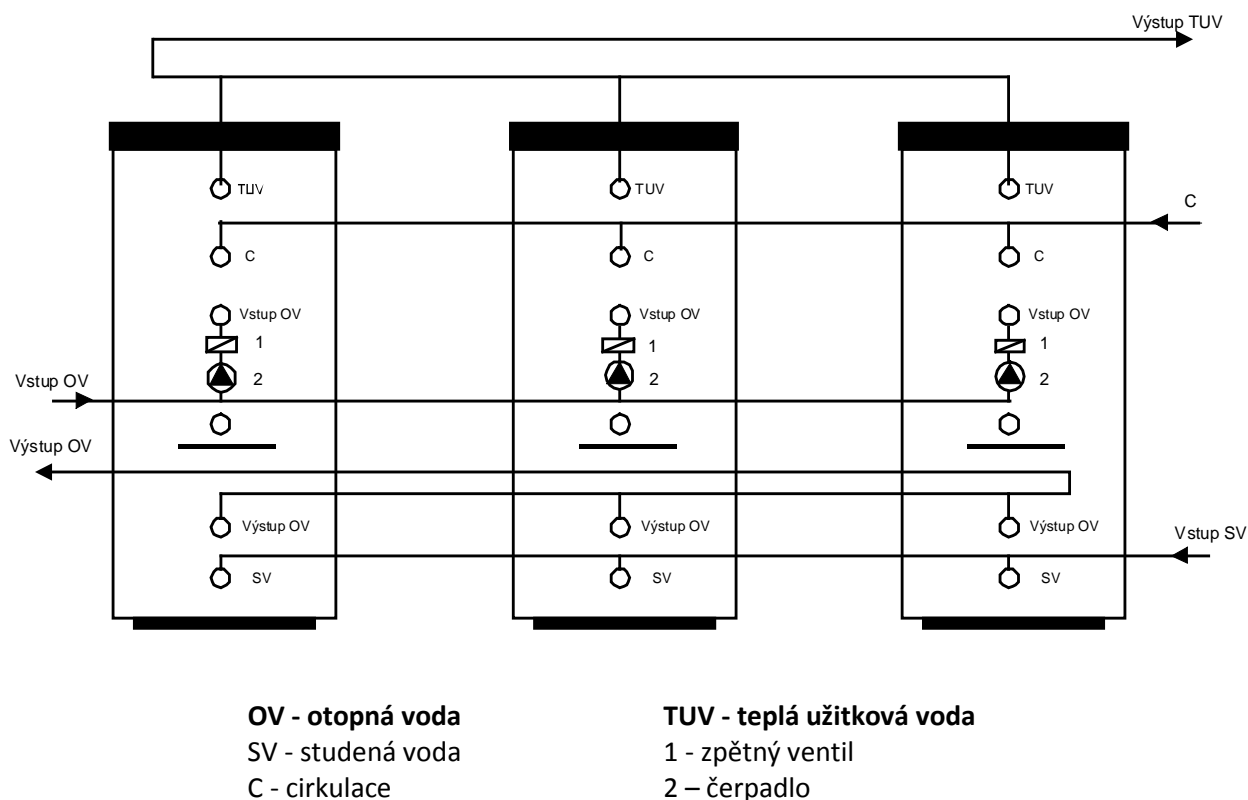 Výstup TUV
TUV TUV TUV
C
C C C
Vstup OV Vstup OV Vstup OV
1 1 1
Vstup OV 2 2 2
Výstup OV
Výstup OV Výstup OV Výstup OV
Vstup SV
SV SV SV
OV - otopná voda TUV - teplá užitková voda
SV - studená voda 1 - zpětný ventil
C - cirkulace 2 – čerpadlo